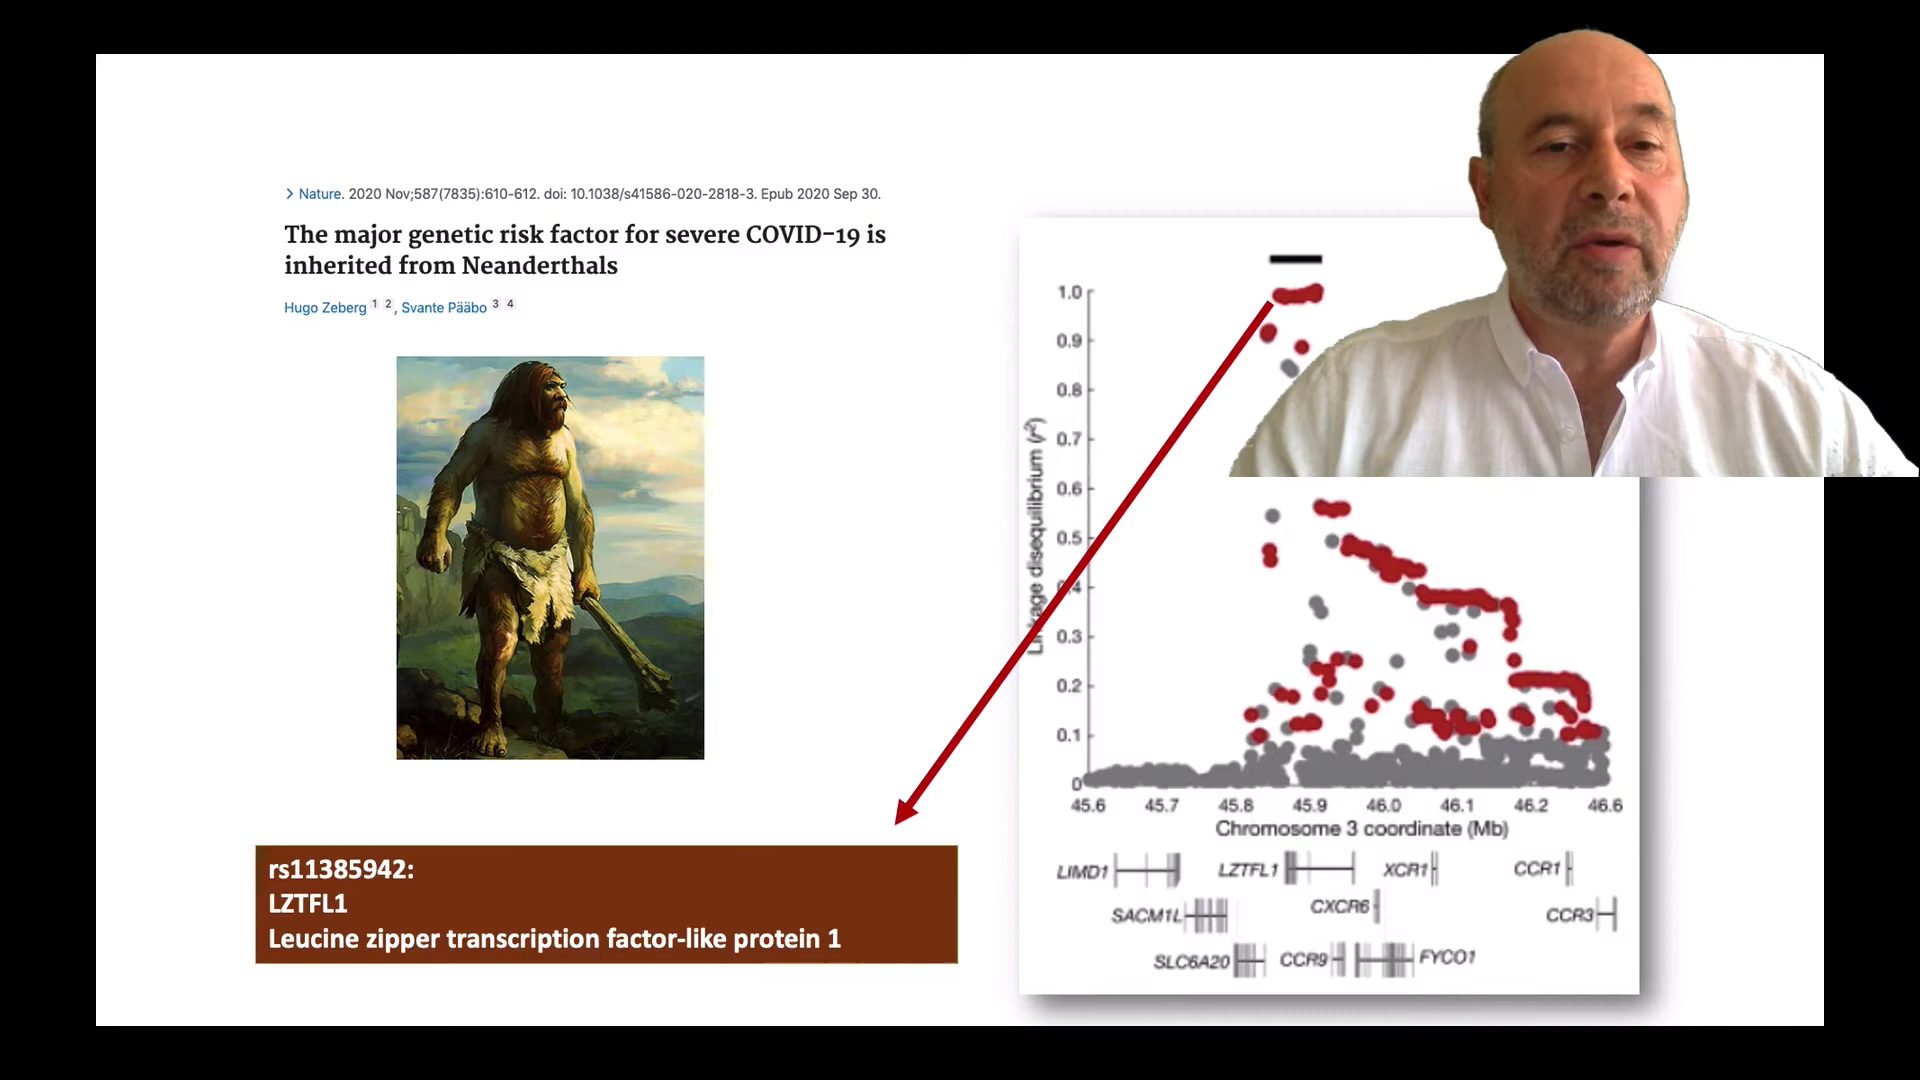 > Nature. 2020 Nov;587(7835):610-612. doi: 10.1038/s41586-020-2818-3. Epub 2020 Sep 30.
The major genetic risk factor for severe COVID-19 is
inherited from Neanderthals
Hugo Zeberg 1 2, Svante Pääbo 3 4
rs11385942:
LZTFL1
Leucine zipper transcription factor-like protein 1
Linkage disequilibrium (r²)
1.0
0.9
0.8
0.7
0.6
0.5
0.4
0.3
0.2
0.1
0
45.6 45.7 45.8 45.9 46.0 46.1 46.2 46.6
Chromosome 3 coordinate (Mb)
LIMD1 LZTFL1 XCR1 CCR1
SACM1L CXCR6 CCR3
SLC6A20 CCR9 FYCO1